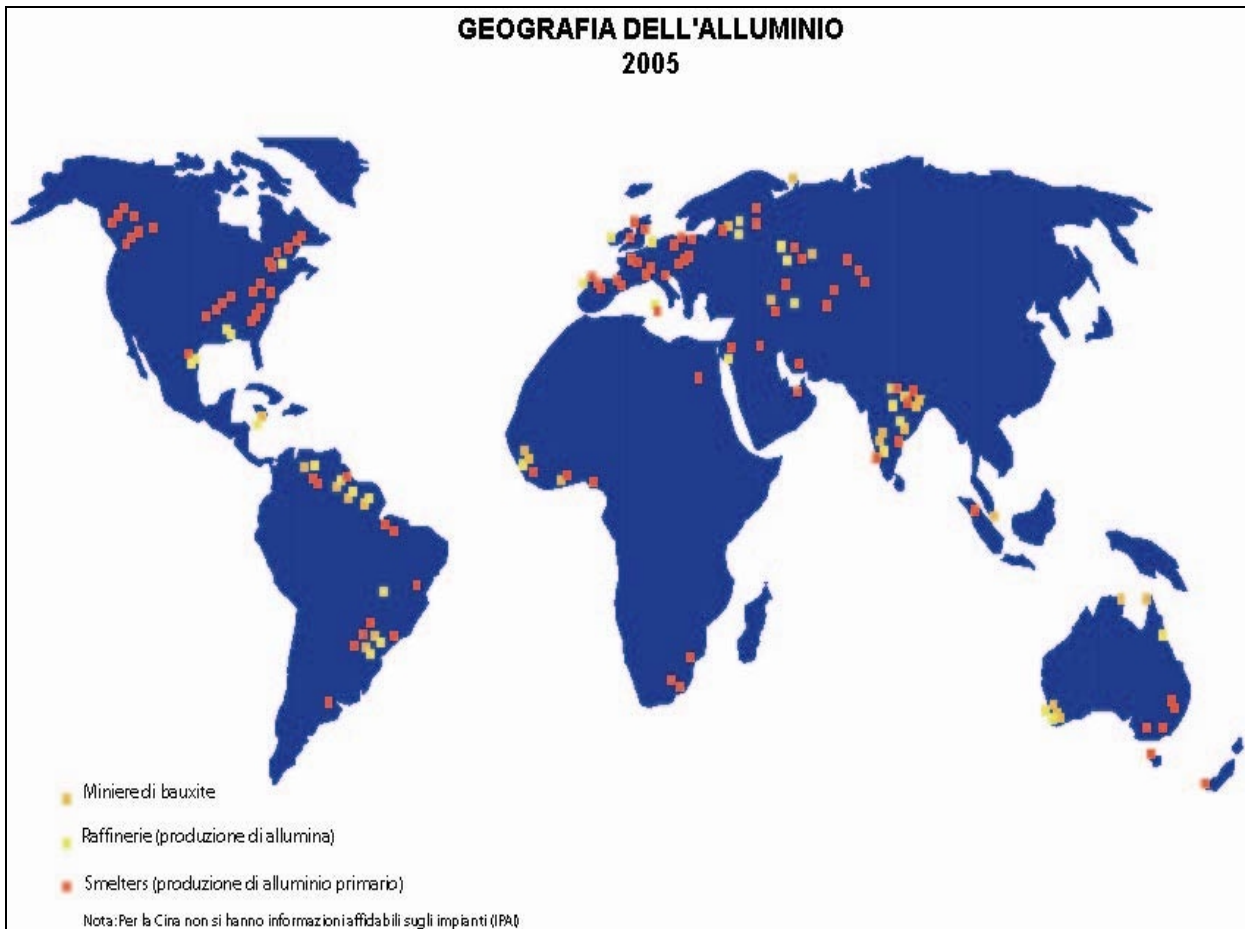 GEOGRAFIA DELL'ALLUMINIO
2005
Miniere di bauxite
Raffinerie (produzione di allumina)
Smelters (produzione di alluminio primario)
Nota: Per la Cina non si hanno informazioni affidabili sugli impianti (IPAI)